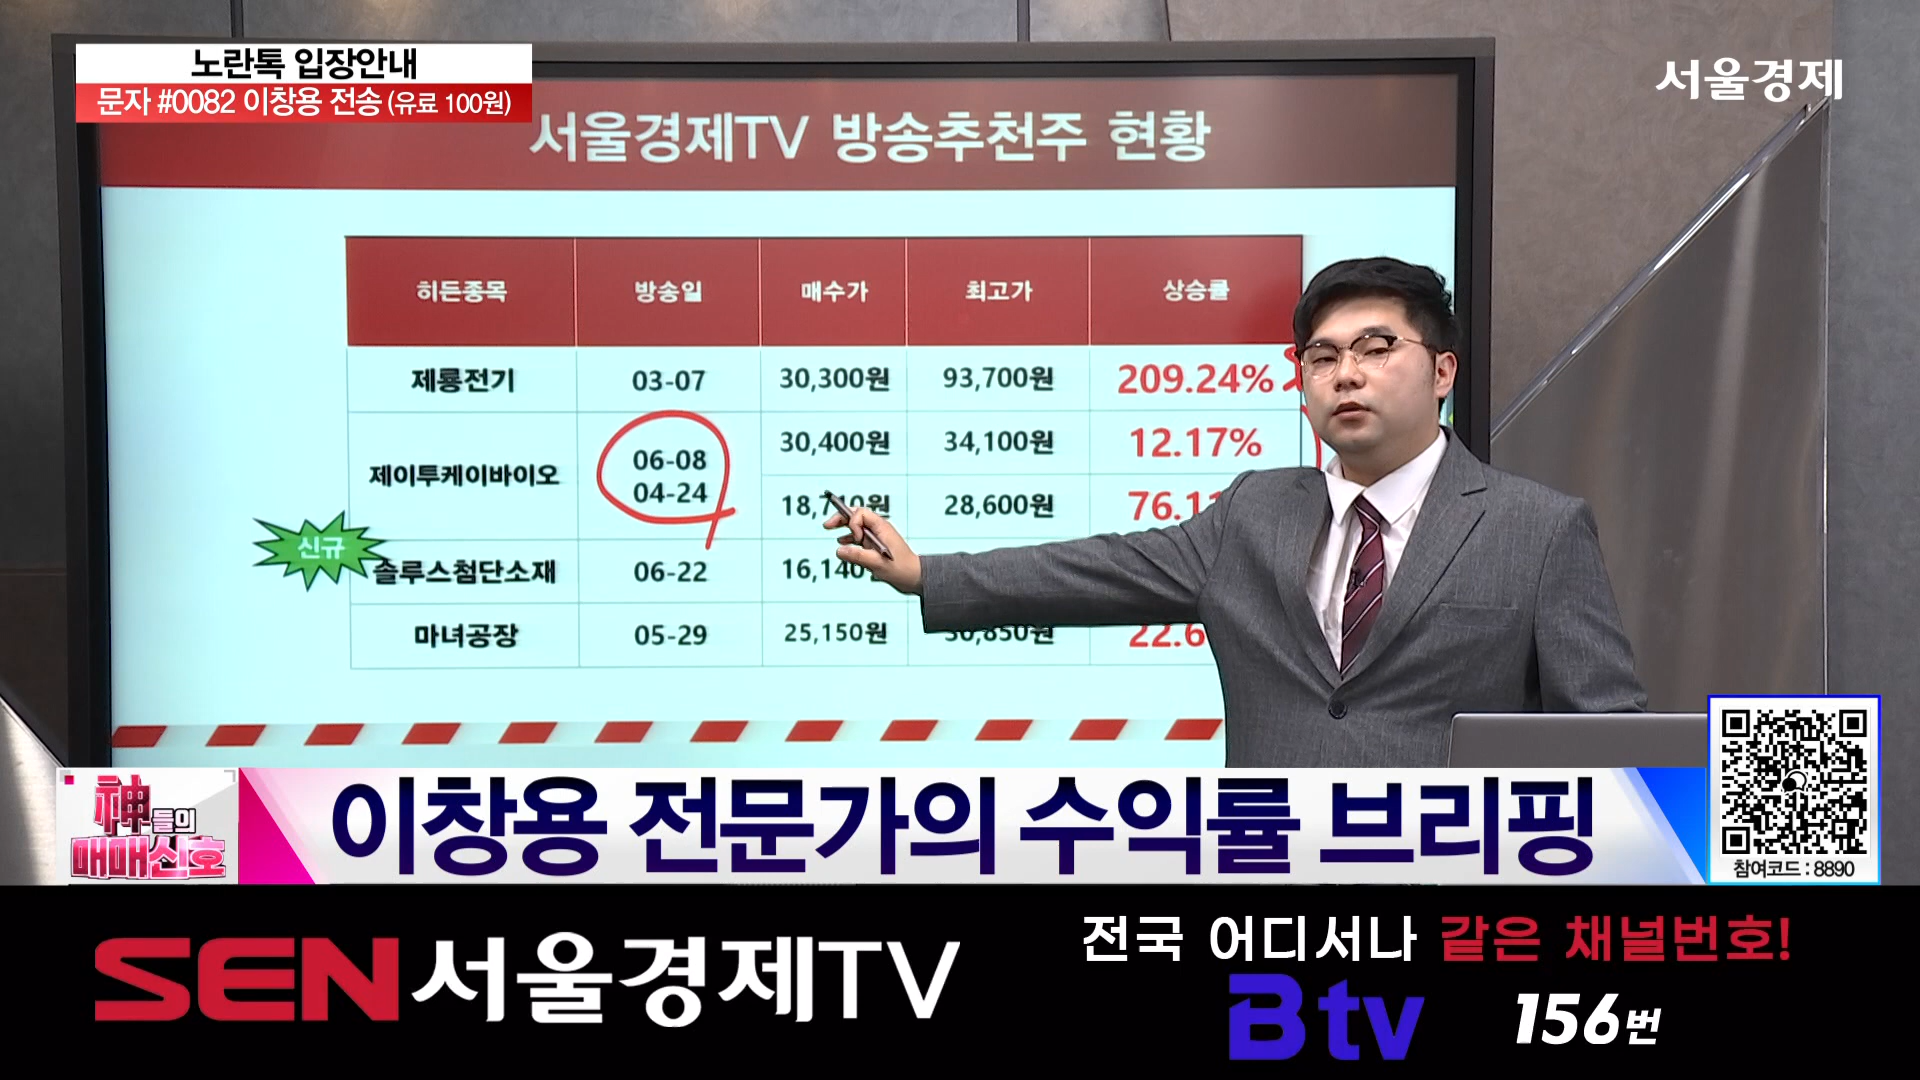 노란톡 입장안내
문자 #0082 이창용 전송 (유료 100원)
서울경제
서울경제TV 방송추천주 현황
히든종목 방송일 매수가 최고가 상승률
제룡전기 03-07 30,300원 93,700원 209.24%
제이투케이바이오 06-08 30,400원 34,100원 12.17%
04-24 28,600원
신규
솔루스첨단소재 06-22
마녀공장 05-29 25,150원
神들의
매매신호
이창용 전문가의 수익률 브리핑
참여코드 : 8890
SEN서울경제TV
전국 어디서나 같은 채널번호!
B tv 156번